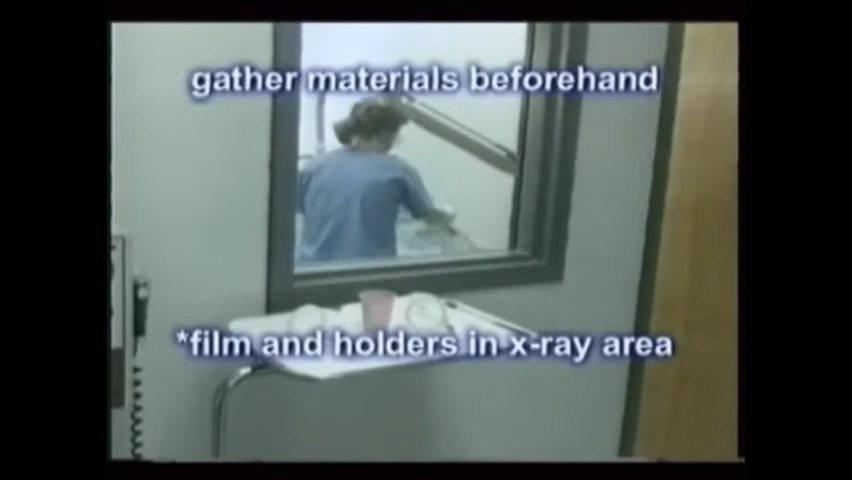 gather materials beforehand
*film and holders in x-ray area